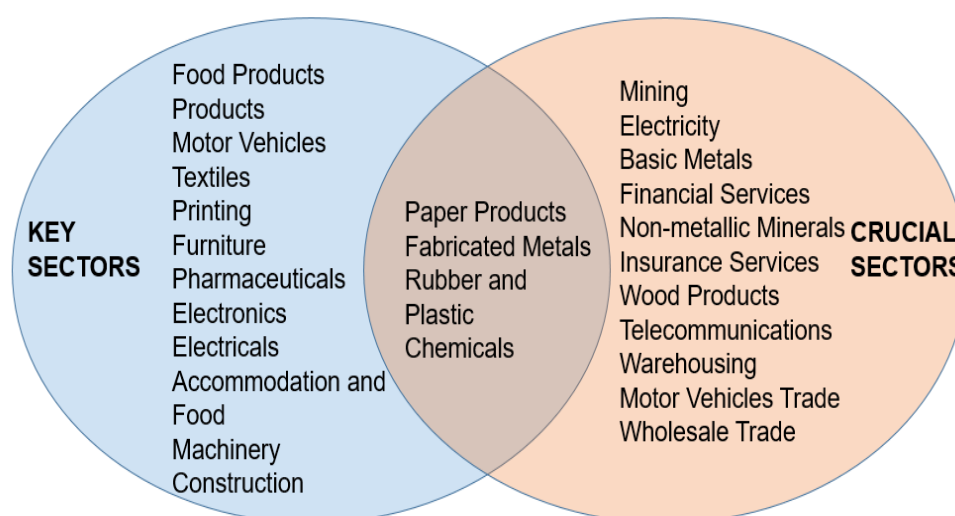 KEY
SECTORS
Food Products
Products
Motor Vehicles
Textiles
Printing
Furniture
Pharmaceuticals
Electronics
Electricals
Accommodation and
Food
Machinery
Construction
Paper Products
Fabricated Metals
Rubber and
Plastic
Chemicals
Mining
Electricity
Basic Metals
Financial Services
Non-metallic Minerals
Insurance Services
Wood Products
Telecommunications
Warehousing
Motor Vehicles Trade
Wholesale Trade
CRUCIAL
SECTORS